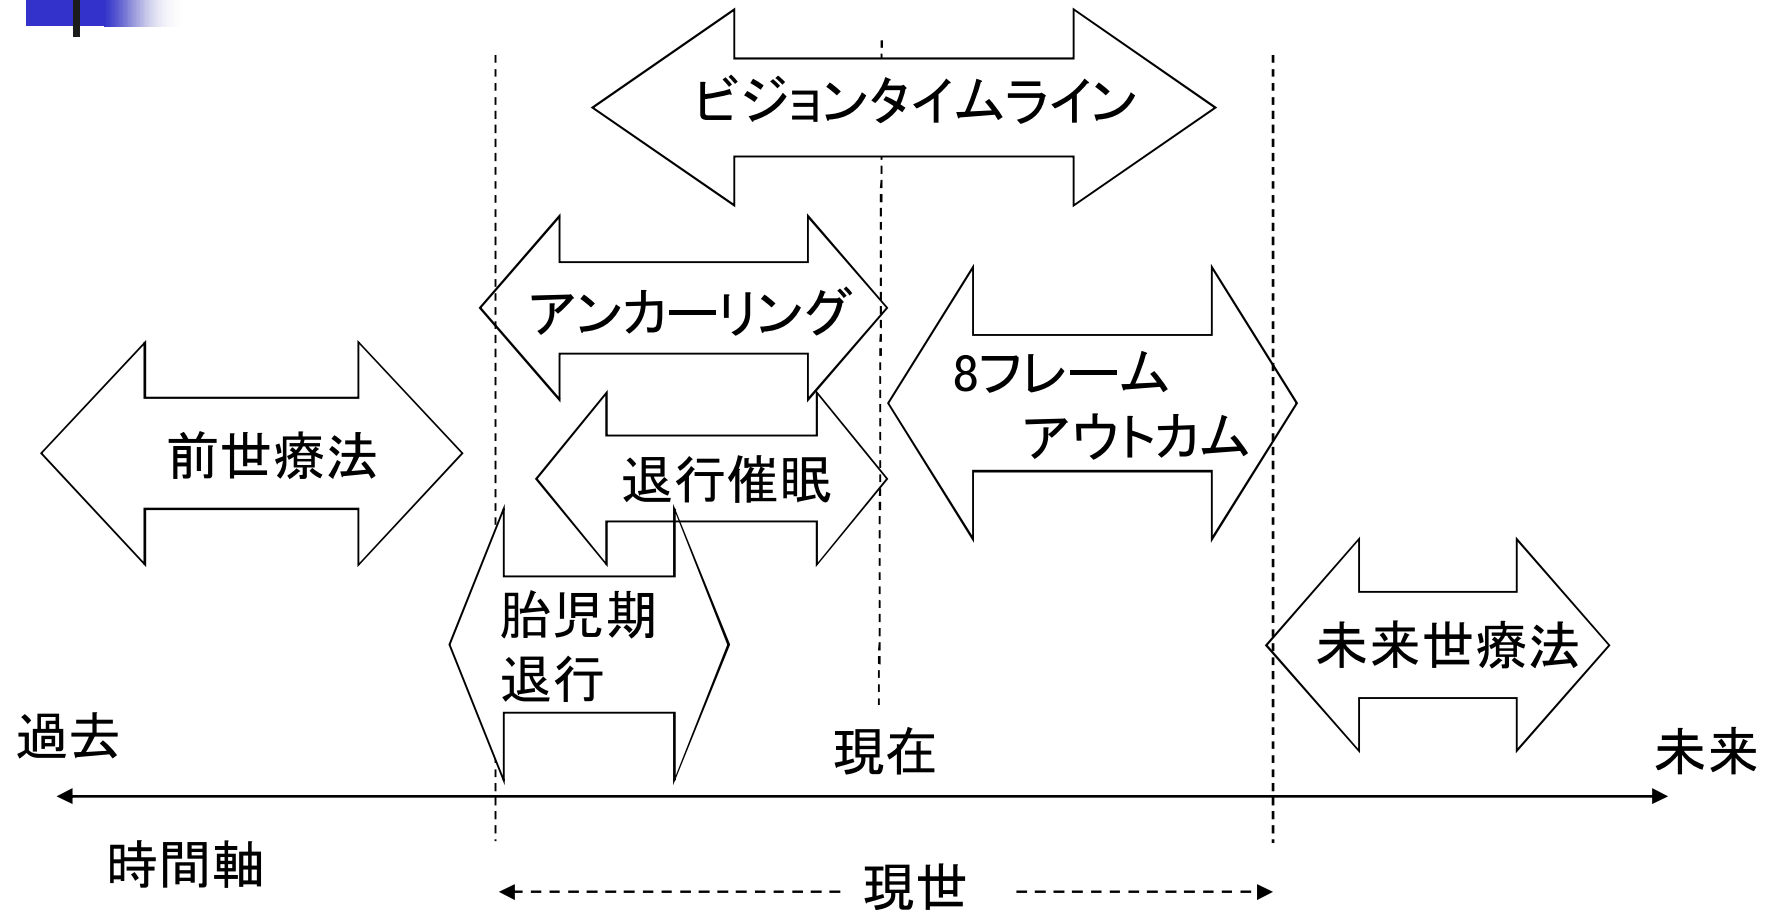 ビジョンタイムライン
アンカーリング
8フレーム
アウトカム
前世療法
退行催眠
胎児期
退行
未来世療法
過去
現在
未来
時間軸
現世